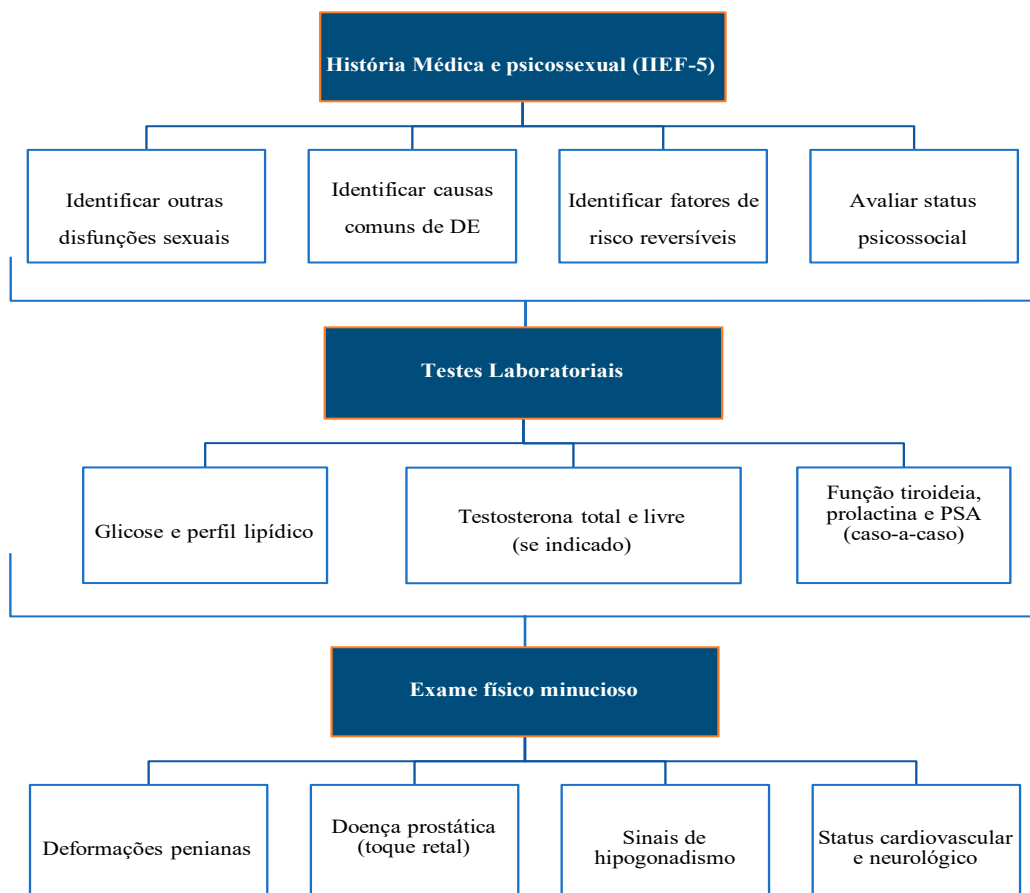 História Médica e psicossexual (IIEF-5)
Identificar outras
disfunções sexuais
Identificar causas
comuns de DE
Identificar fatores de
risco reversíveis
Avaliar status
psicossocial
Testes Laboratoriais
Glicose e perfil lipídico
Testosterona total e livre
(se indicado)
Função tiroideia,
prolactina e PSA
(caso-a-caso)
Exame físico minucioso
Deformações penianas
Doença prostática
(toque retal)
Sinais de
hipogonadismo
Status cardiovascular
e neurológico